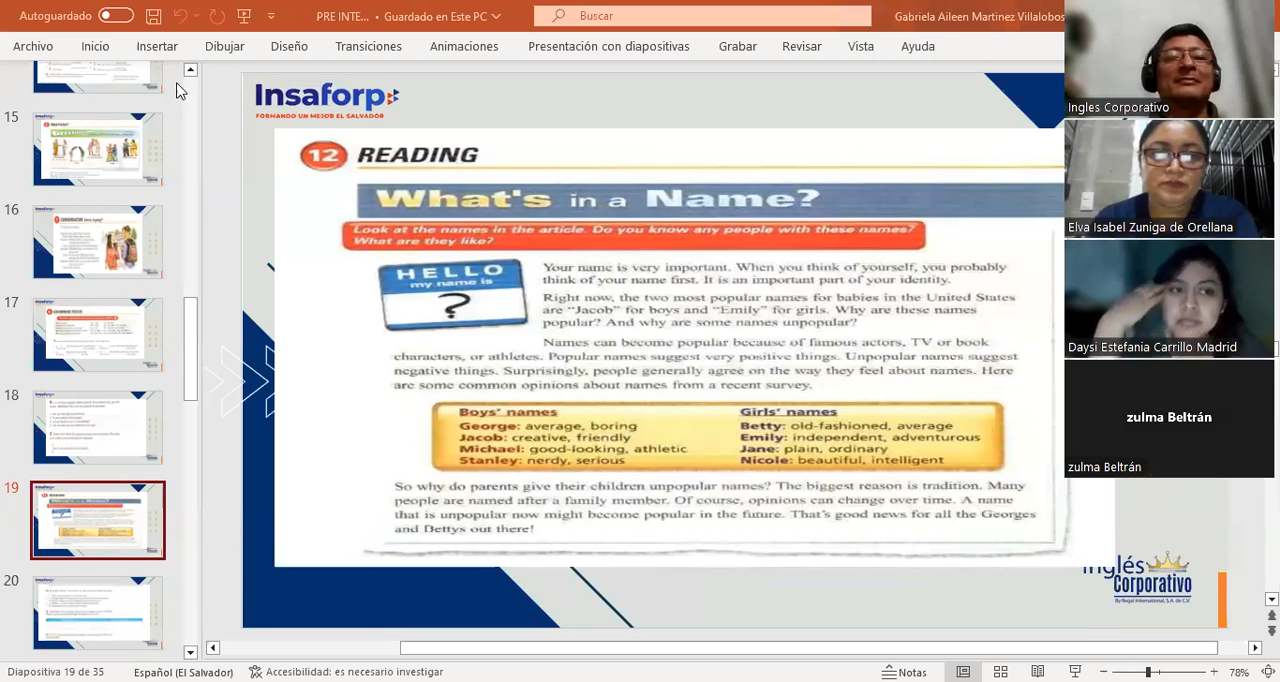 Autoguardado
PRE INTE... • Guardado en Este PC
Buscar
Gabriela Aileen Martinez Villalobos
Archivo Inicio Insertar Dibujar Diseño Transiciones Animaciones Presentación con diapositivas Grabar Revisar Vista Ayuda
15
16
17
18
19
20
Insaforp
FORMANDO UN MEJOR EL SALVADOR
12 READING
What's in a Name?
Look at the names in the article. Do you know any people with these names?
What are they like?
HELLO
my name is
?
Your name is very important. When you think of yourself, you probably
think of your name first. It is an important part of your identity.
Right now, the two most popular names for babies in the United States
are “Jacob” for boys and “Emily” for girls. Why are these names
popular? And why are some names unpopular?
Names can become popular because of famous actors, TV or book
characters, or athletes. Popular names suggest very positive things. Unpopular names suggest
negative things. Surprisingly, people generally agree on the way they feel about names. Here
are some common opinions about names from a recent survey.
Boys' names
George: average, boring
Jacob: creative, friendly
Michael: good-looking, athletic
Stanley: nerdy, serious
Girls' names
Betty: old-fashioned, average
Emily: independent, adventurous
Jane: plain, ordinary
Nicole: beautiful, intelligent
So why do parents give their children unpopular names? The biggest reason is tradition. Many
people are named after a family member. Of course, opinions can change over time. A name
that is unpopular now might become popular in the future. That's good news for all the Georges
and Bettys out there!
Inglés
Corporativo
By Regal International, S.A. de C.V.
Ingles Corporativo
Elva Isabel Zuniga de Orellana
Daysi Estefania Carrillo Madrid
zulma Beltrán
zulma Beltrán
Diapositiva 19 de 35 Español (El Salvador) Accesibilidad: es necesario investigar Notas 78%